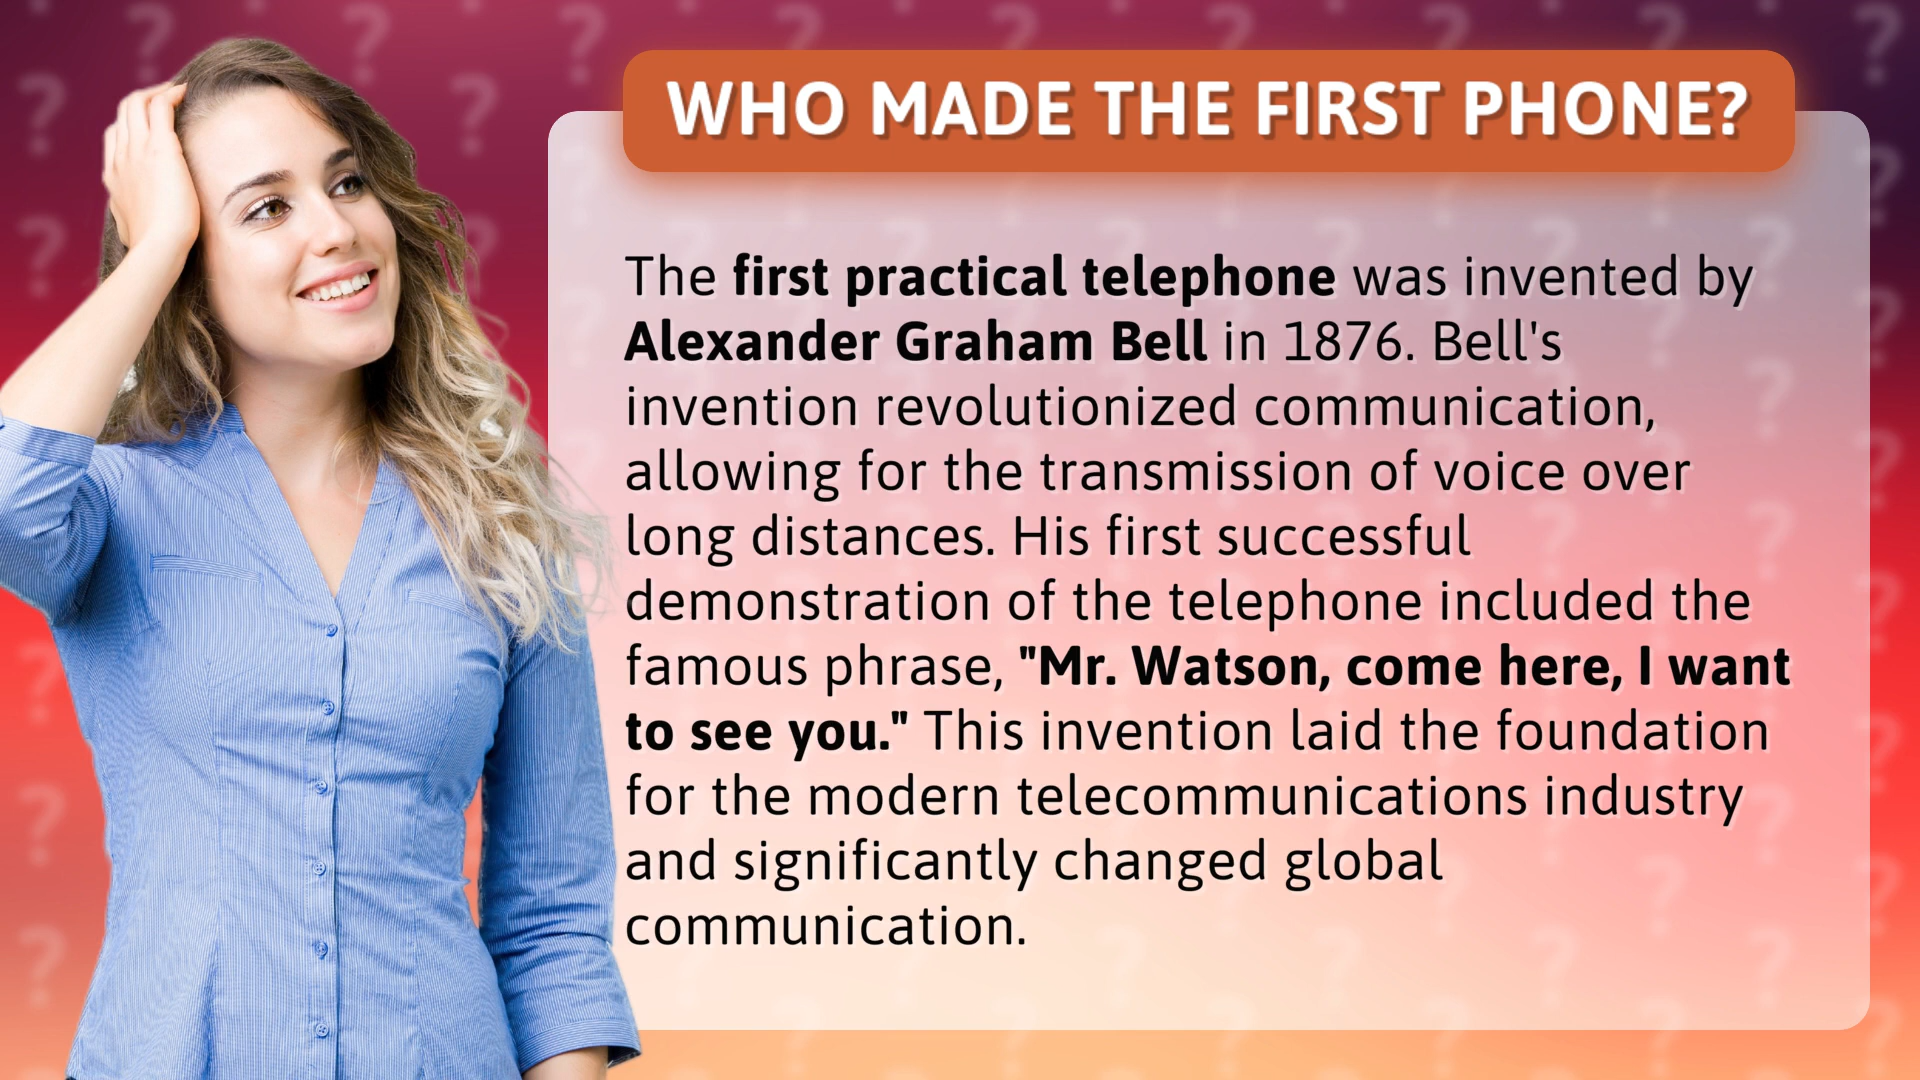 WHO MADE THE FIRST PHONE?
The first practical telephone was invented by
Alexander Graham Bell in 1876. Bell's
invention revolutionized communication,
allowing for the transmission of voice over
long distances. His first successful
demonstration of the telephone included the
famous phrase, "Mr. Watson, come here, I want
to see you." This invention laid the foundation
for the modern telecommunications industry
and significantly changed global
communication.